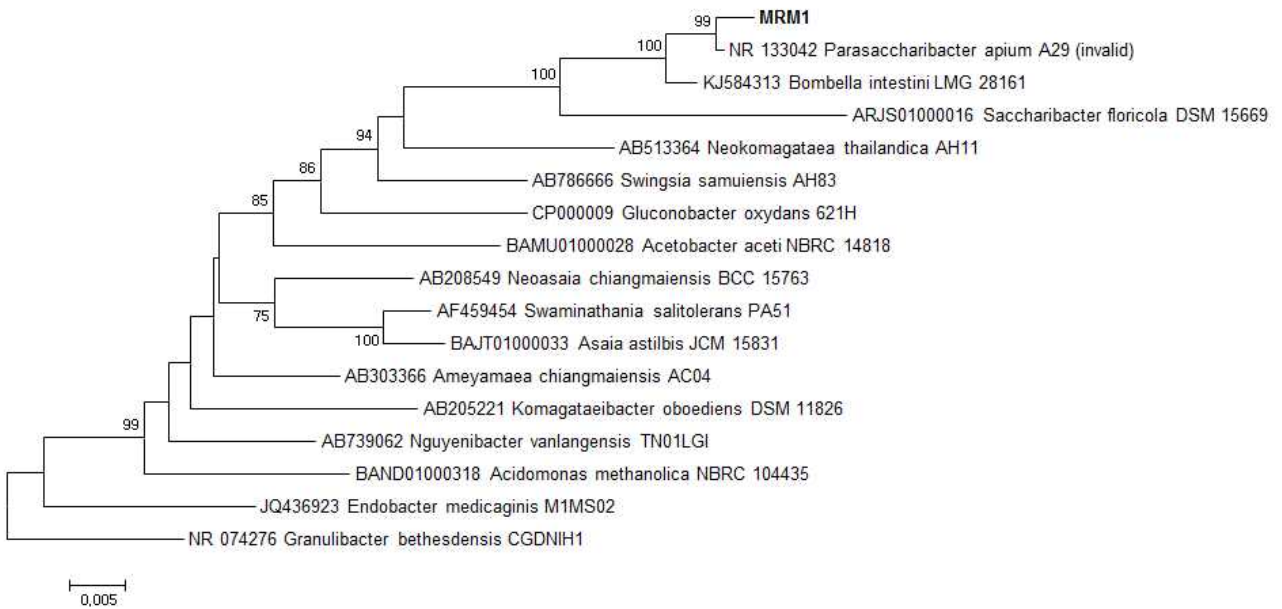 99
MRM1
100
NR 133042 Parasaccharibacter apium A29 (invalid)
100
KJ584313 Bombella intestini LMG 28161
ARJS01000016 Saccharibacter floricola DSM 15669
94
AB513364 Neokomagataea thailandica AH11
86
AB786666 Swingsia samuiensis AH83
85
CP000009 Gluconobacter oxydans 621H
BAMU01000028 Acetobacter aceti NBRC 14818
AB208549 Neoasaia chiangmaiensis BCC 15763
75
AF459454 Swaminathania salitolerans PA51
100
BAJT01000033 Asaia astilbis JCM 15831
AB303366 Ameyamaea chiangmaiensis AC04
AB205221 Komagataeibacter oboediens DSM 11826
99
AB739062 Nguyenibacter vanlangensis TN01LGI
BAND01000318 Acidomonas methanolica NBRC 104435
JQ436923 Endobacter medicaginis M1MS02
NR 074276 Granulibacter bethesdensis CGDNIH1
0,005